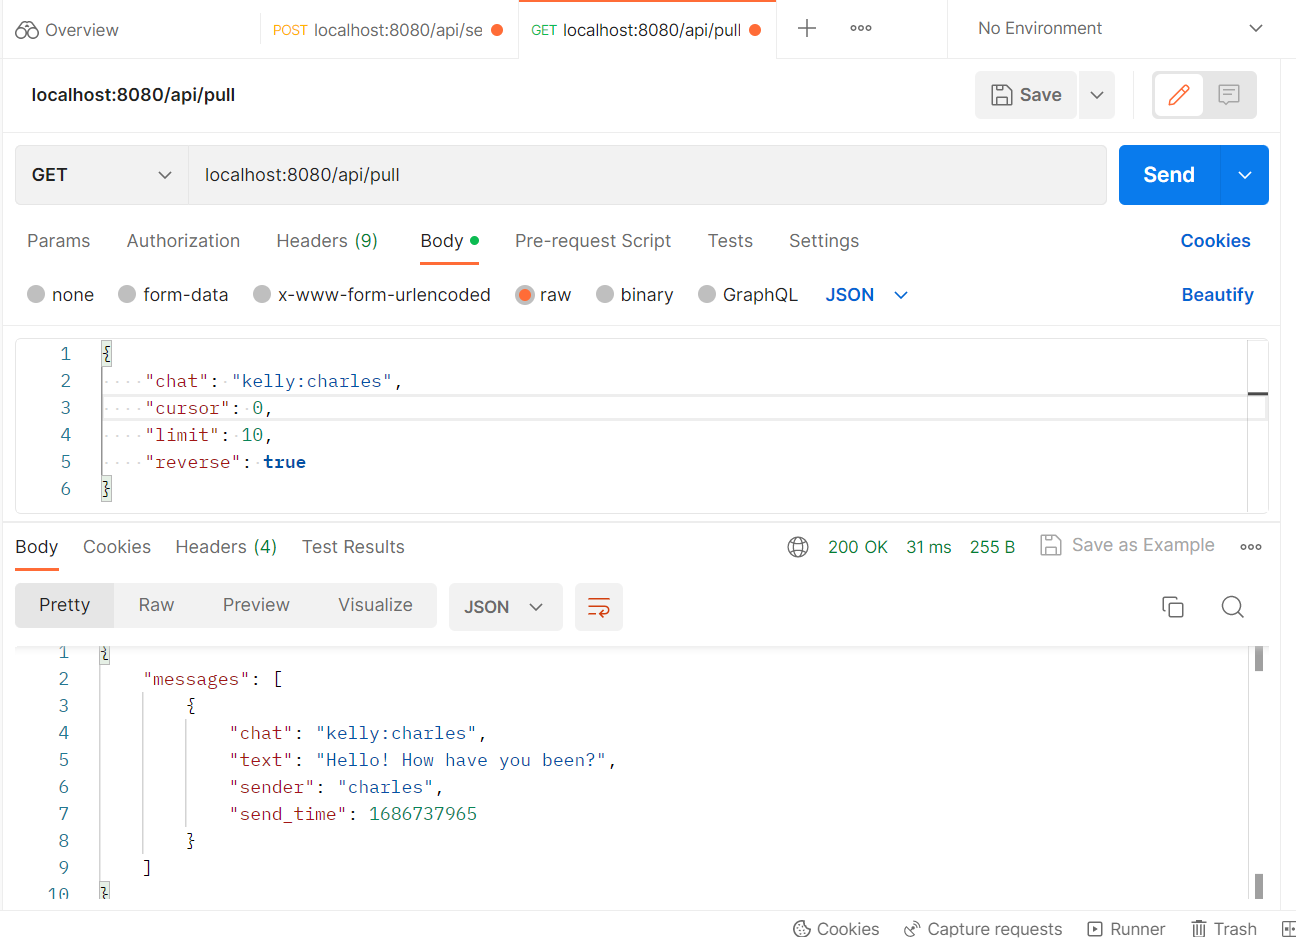 Overview
POST localhost:8080/api/se
GET localhost:8080/api/pull
No Environment
localhost:8080/api/pull
Save
GET
localhost:8080/api/pull
Send
Params Authorization Headers (9) Body Pre-request Script Tests Settings Cookies
none form-data x-www-form-urlencoded raw binary GraphQL JSON Beautify
1 {
2 "chat": "kelly:charles",
3 "cursor": 0,
4 "limit": 10,
5 "reverse": true
6 }
Body Cookies Headers (4) Test Results 200 OK 31 ms 255 B Save as Example
Pretty Raw Preview Visualize JSON
1 {
2 "messages": [
3 {
4 "chat": "kelly:charles",
5 "text": "Hello! How have you been?",
6 "sender": "charles",
7 "send_time": 1686737965
8 }
9 ]
10 }
Cookies Capture requests Runner Trash